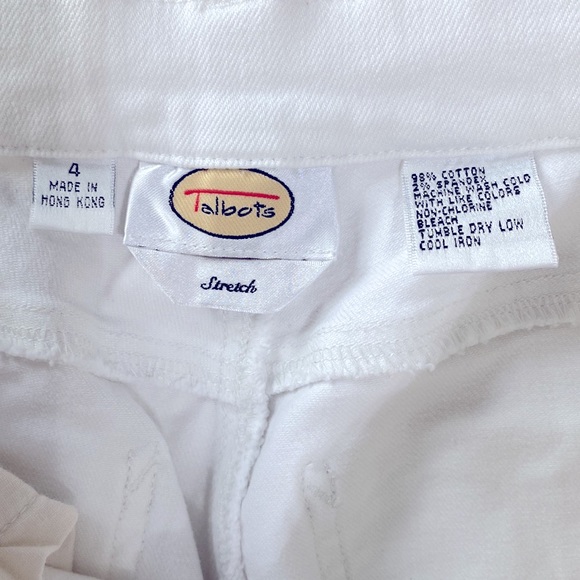 4
MADE IN
HONG KONG
Talbots
Stretch
98% COTTON
2% SPANDEX
MACHINE WASH COLD
WITH LIKE COLORS
NON-CHLORINE
BLEACH
TUMBLE DRY LOW
COOL IRON